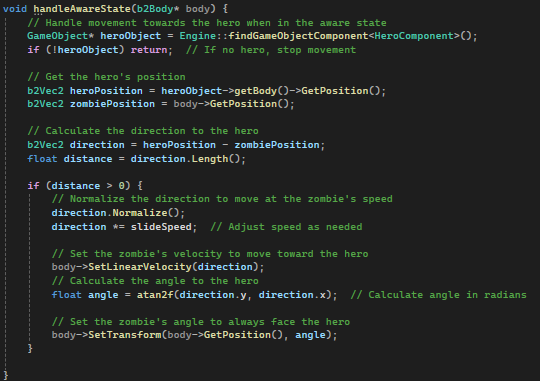 void handleAwareState(b2Body* body) {
// Handle movement towards the hero when in the aware state
GameObject* heroObject = Engine::findGameObjectComponent<HeroComponent>();
if (!heroObject) return;  // If no hero, stop movement
// Get the hero's position
b2Vec2 heroPosition = heroObject->getBody()->GetPosition();
b2Vec2 zombiePosition = body->GetPosition();
// Calculate the direction to the hero
b2Vec2 direction = heroPosition - zombiePosition;
float distance = direction.Length();
if (distance > 0) {
// Normalize the direction to move at the zombie's speed
direction.Normalize();
direction *= slideSpeed;  // Adjust speed as needed
// Set the zombie's velocity to move toward the hero
body->SetLinearVelocity(direction);
// Calculate the angle to the hero
float angle = atan2f(direction.y, direction.x);  // Calculate angle in radians
// Set the zombie's angle to always face the hero
body->SetTransform(body->GetPosition(), angle);
}
}